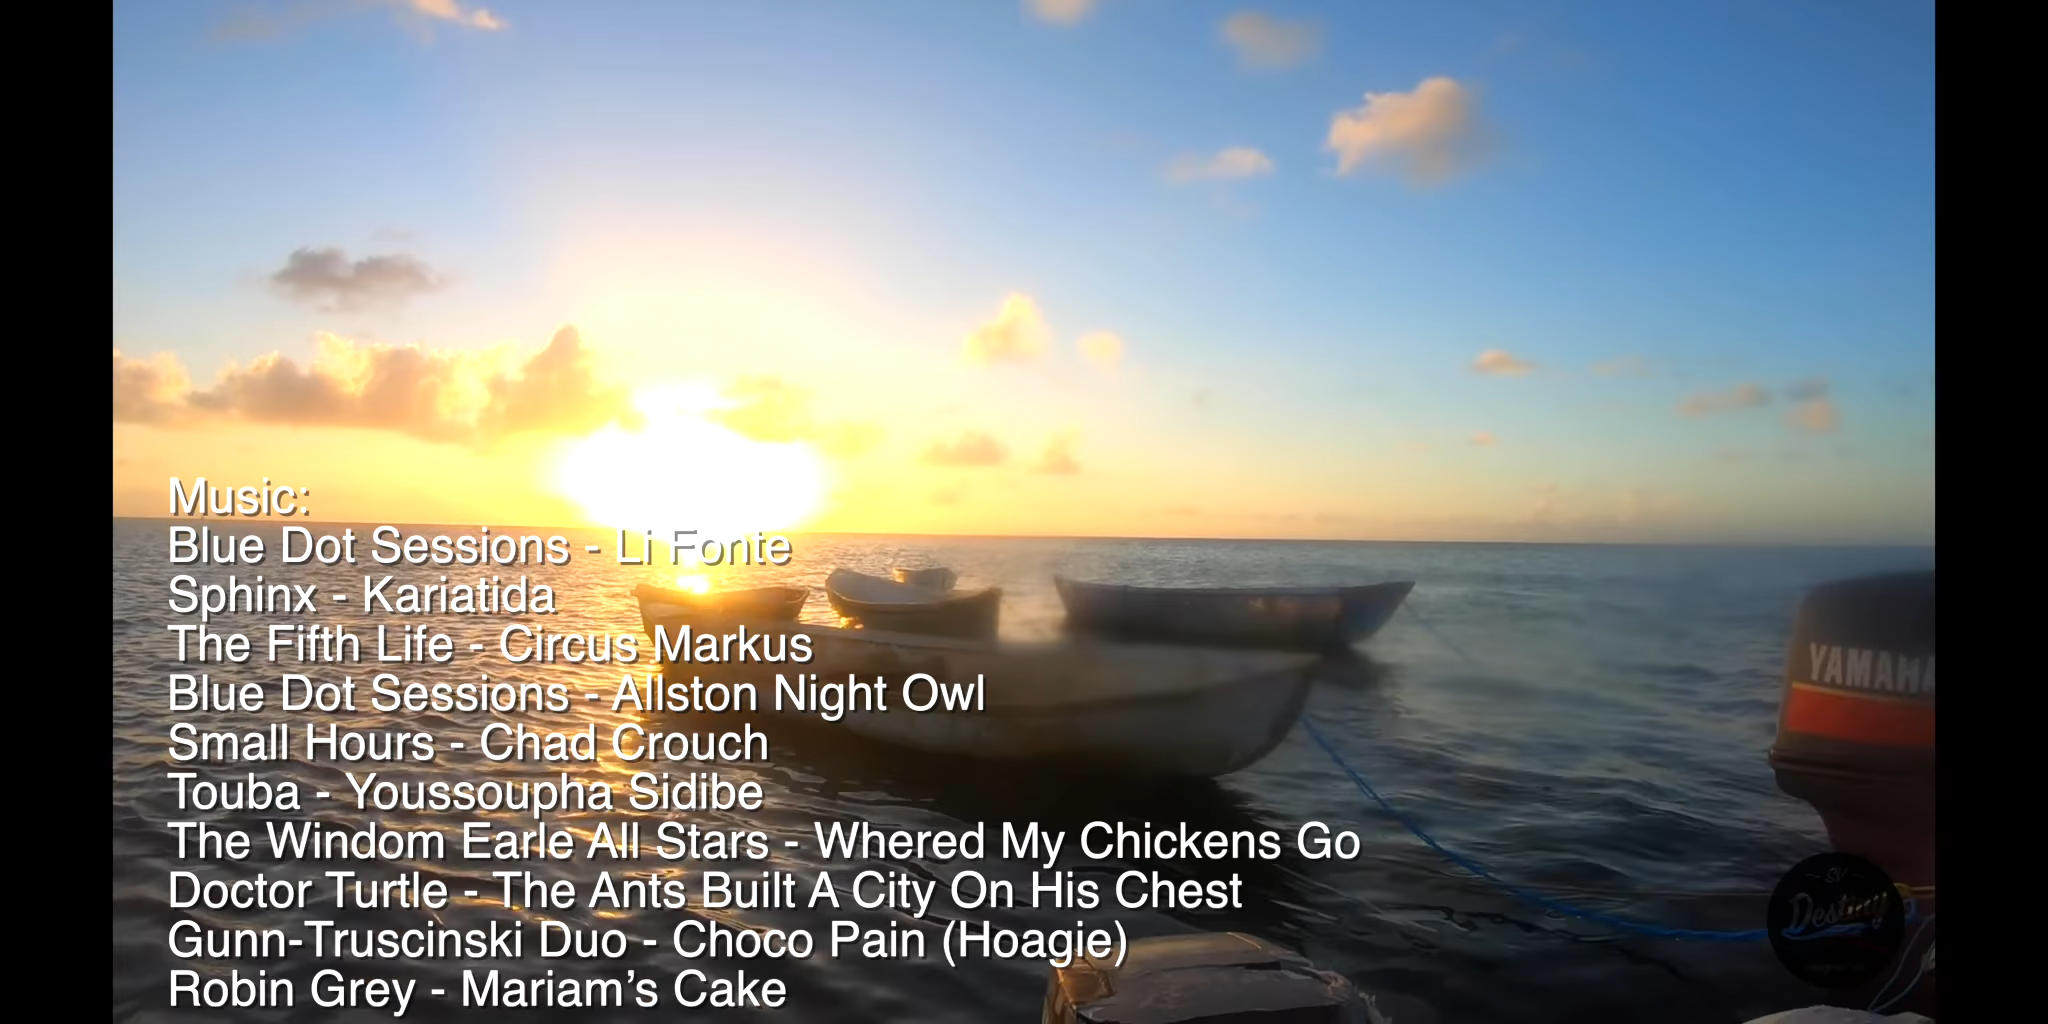 Music:
Blue Dot Sessions - Li Fonte
Sphinx - Kariatida
The Fifth Life - Circus Markus
Blue Dot Sessions - Allston Night Owl
Small Hours - Chad Crouch
Touba - Youssoupha Sidibe
The Windom Earle All Stars - Whered My Chickens Go
Doctor Turtle - The Ants Built A City On His Chest
Gunn-Truscinski Duo - Choco Pain (Hoagie)
Robin Grey - Mariam’s Cake
YAMAHA
SV
Destiny